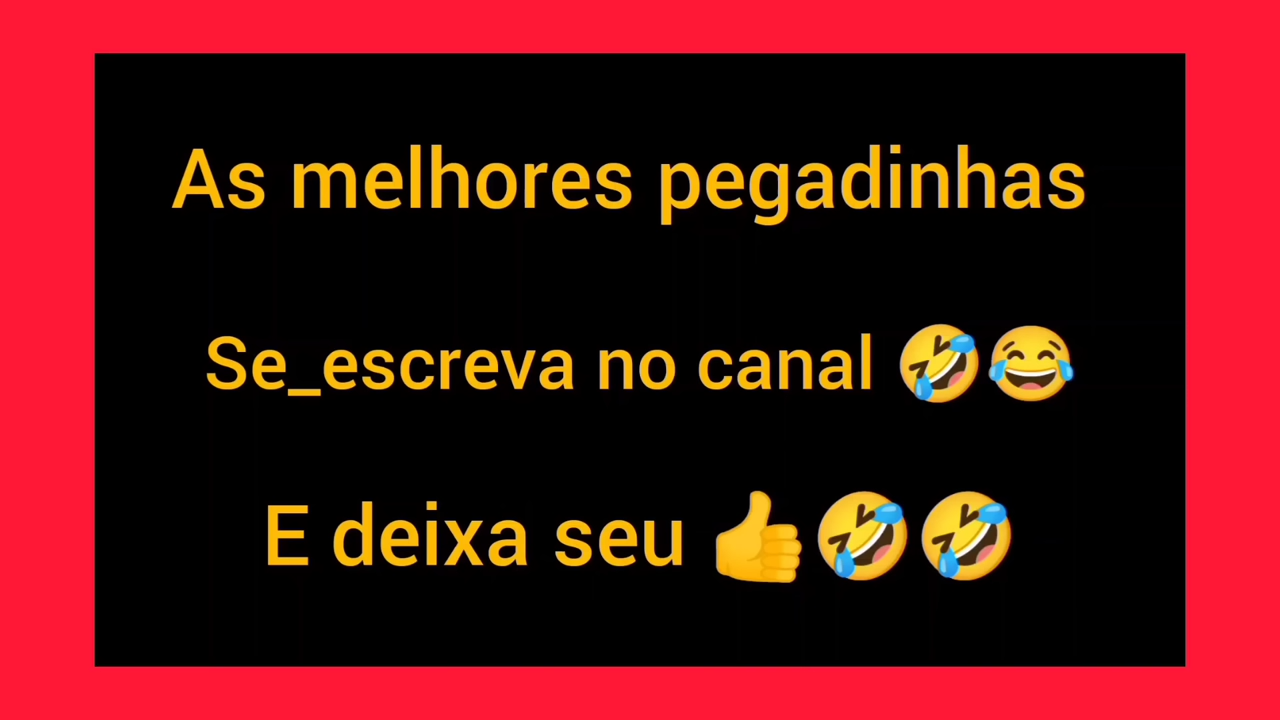 As melhores pegadinhas
Se_escreva no canal 🤣😂
E deixa seu 👍🤣🤣